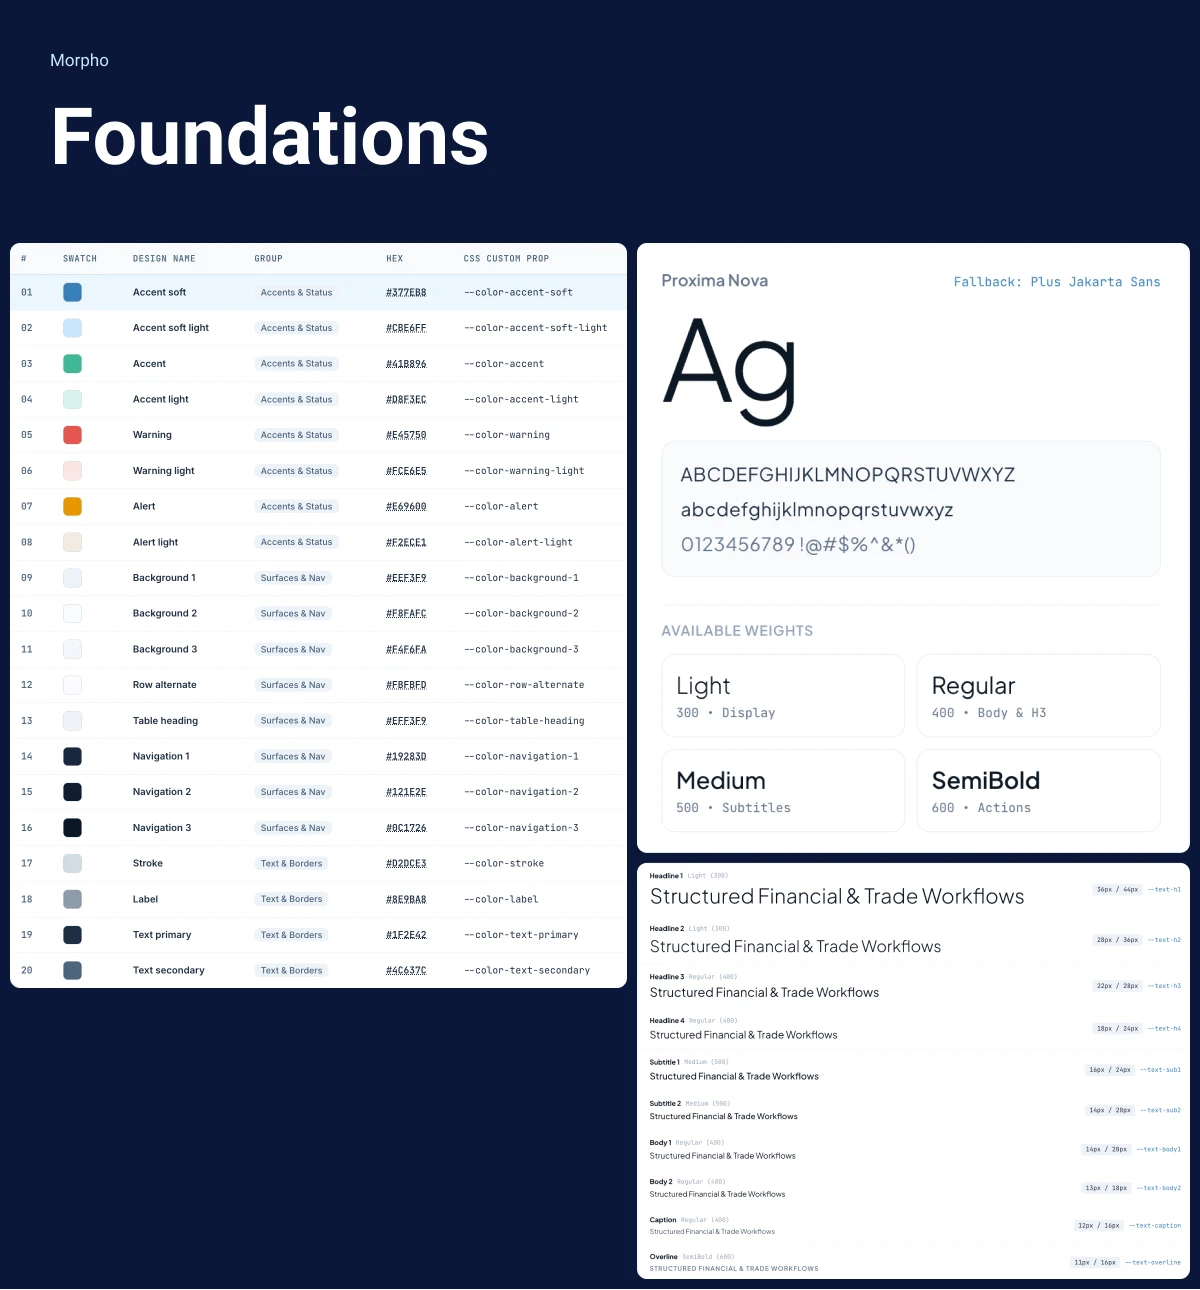 Morpho
Foundations
# SWATCH DESIGN NAME GROUP HEX CSS CUSTOM PROP
01 Accent soft Accents & Status #377EB8 --color-accent-soft
02 Accent soft light Accents & Status #CBE6FF --color-accent-soft-light
03 Accent Accents & Status #41B896 --color-accent
04 Accent light Accents & Status #D8F3EC --color-accent-light
05 Warning Accents & Status #E45750 --color-warning
06 Warning light Accents & Status #FCE6E5 --color-warning-light
07 Alert Accents & Status #E69600 --color-alert
08 Alert light Accents & Status #F2ECE1 --color-alert-light
09 Background 1 Surfaces & Nav #EEF3F9 --color-background-1
10 Background 2 Surfaces & Nav #F8FAFC --color-background-2
11 Background 3 Surfaces & Nav #F4F6FA --color-background-3
12 Row alternate Surfaces & Nav #FBFBFD --color-row-alternate
13 Table heading Surfaces & Nav #EFF3F9 --color-table-heading
14 Navigation 1 Surfaces & Nav #19283D --color-navigation-1
15 Navigation 2 Surfaces & Nav #121E2E --color-navigation-2
16 Navigation 3 Surfaces & Nav #0C1726 --color-navigation-3
17 Stroke Text & Borders #D2DCE3 --color-stroke
18 Label Text & Borders #8E9BA8 --color-label
19 Text primary Text & Borders #1F2E42 --color-text-primary
20 Text secondary Text & Borders #4C637C --color-text-secondary
Proxima Nova
Fallback: Plus Jakarta Sans
Ag
ABCDEFGHIJKLMNOPQRSTUVWXYZ
abcdefghijklmnopqrstuvwxyz
0123456789 !@#$%^&*()
AVAILABLE WEIGHTS
Light
300 • Display
Regular
400 • Body & H3
Medium
500 • Subtitles
SemiBold
600 • Actions
Headline 1 Light (300)
Structured Financial & Trade Workflows
36px / 44px --text-h1
Headline 2 Light (300)
Structured Financial & Trade Workflows
28px / 36px --text-h2
Headline 3 Regular (400)
Structured Financial & Trade Workflows
22px / 28px --text-h3
Headline 4 Regular (400)
Structured Financial & Trade Workflows
18px / 24px --text-h4
Subtitle 1 Medium (500)
Structured Financial & Trade Workflows
16px / 24px --text-sub1
Subtitle 2 Medium (500)
Structured Financial & Trade Workflows
14px / 20px --text-sub2
Body 1 Regular (400)
Structured Financial & Trade Workflows
14px / 20px --text-body1
Body 2 Regular (400)
Structured Financial & Trade Workflows
13px / 18px --text-body2
Caption Regular (400)
Structured Financial & Trade Workflows
12px / 16px --text-caption
Overline SemiBold (600)
STRUCTURED FINANCIAL & TRADE WORKFLOWS
11px / 16px --text-overline